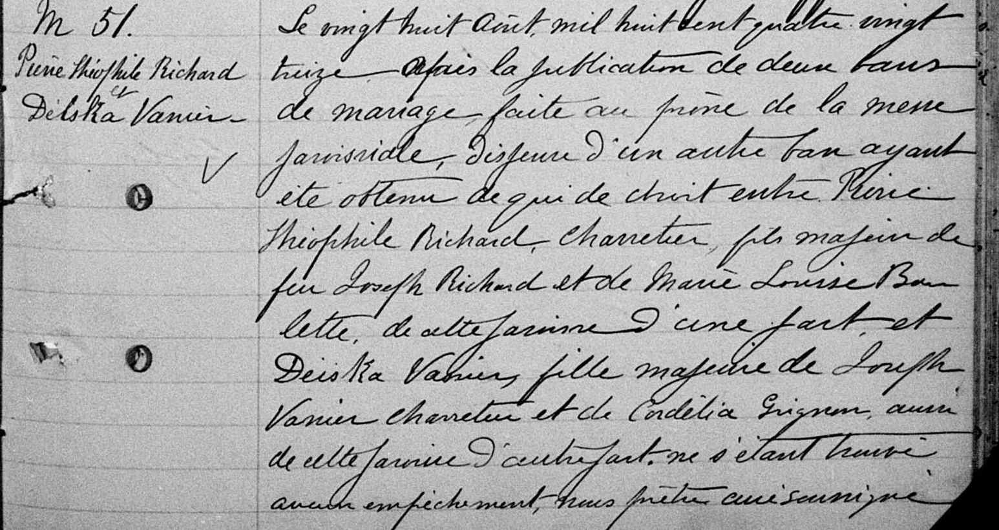 M 51.
Pierre Théophile Richard
et
Délska Vanier
Le vingt huit Août, mil huit cent quatre vingt
treize Après la publication de deux bans
de mariage, faite au prône de la messe
paroissiale, dispense d'un autre ban ayant
été obtenu de qui de droit entre Pierre
Théophile Richard, charretier, fils majeur de
feu Joseph Richard et de Marie Louise Bou
lette, de cette paroisse d'une part, et
Deiska Vanier, fille majeure de Joseph
Vanier charretier et de Cordélia Grignon, aussi
de cette paroisse d'autre part. ne s'étant trouvé
aucun empêchement, nous prêtre curé soussigné